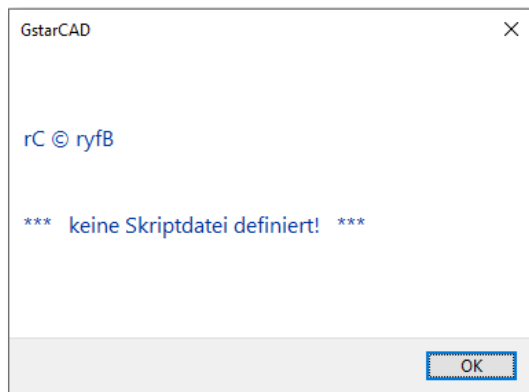 GstarCAD
rC © ryfB
*** keine Skriptdatei definiert! ***
OK